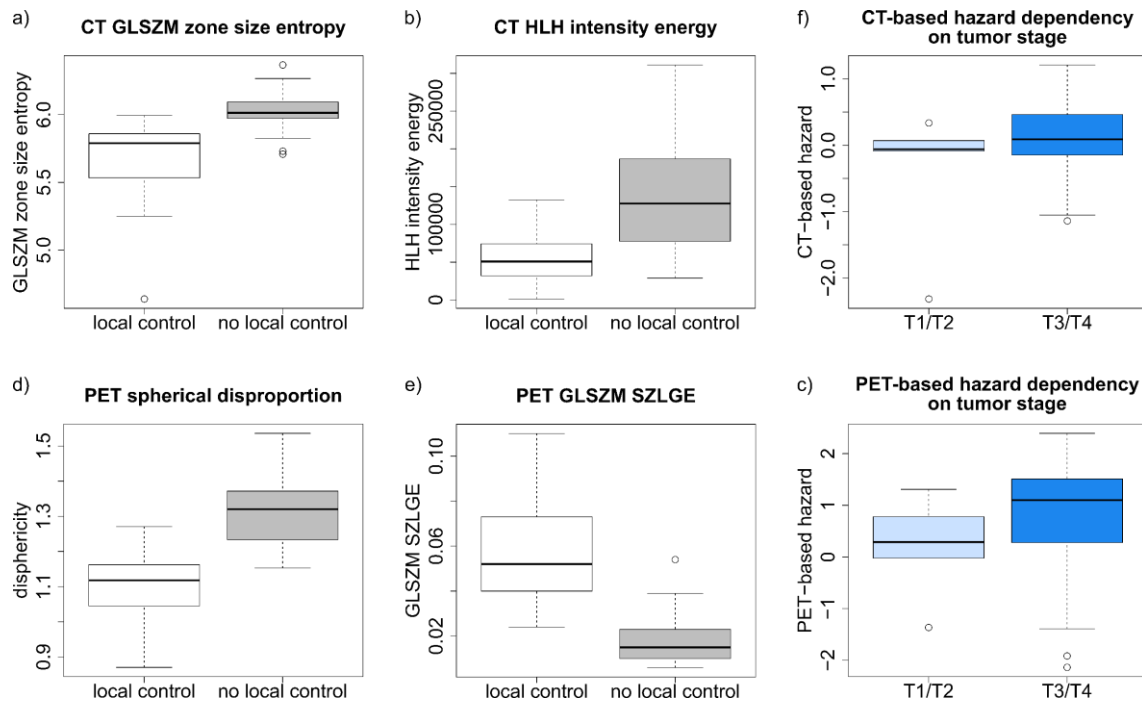 a)
CT GLSZM zone size entropy
GLSZM zone size entropy
6.0
5.5
5.0
local control
no local control
b)
CT HLH intensity energy
HLH intensity energy
250000
100000
0
local control
no local control
f)
CT-based hazard dependency
on tumor stage
CT-based hazard
1.0
0.0
-1.0
-2.0
T1/T2
T3/T4
d)
PET spherical disproportion
disphericity
1.5
1.3
1.1
0.9
local control
no local control
e)
PET GLSZM SZLGE
GLSZM SZLGE
0.10
0.06
0.02
local control
no local control
c)
PET-based hazard dependency
on tumor stage
PET-based hazard
2
1
0
-1
-2
T1/T2
T3/T4